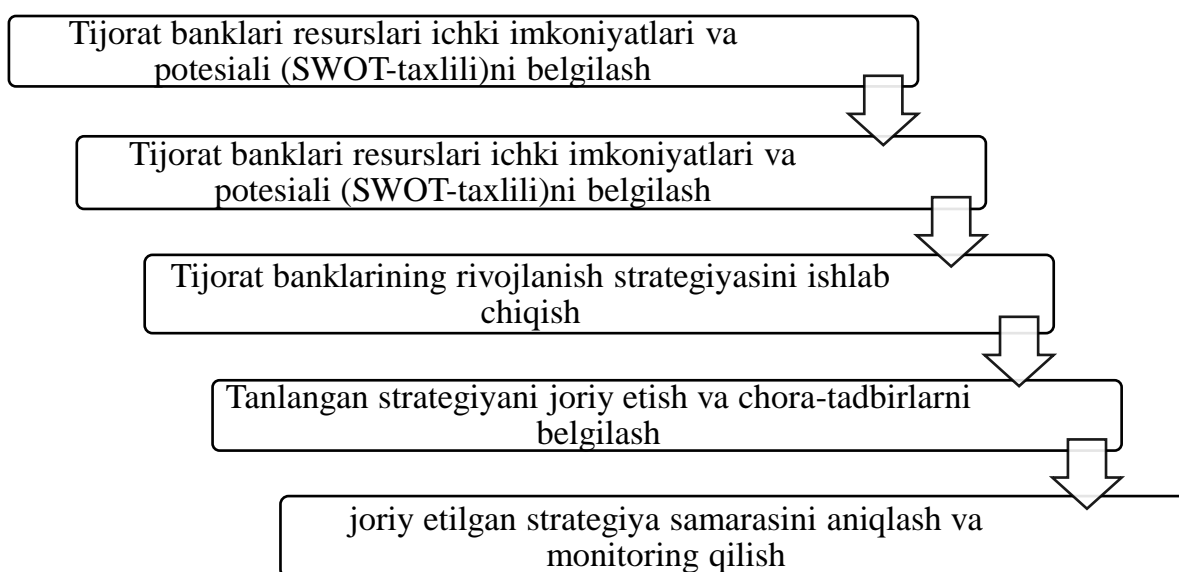 Tijorat banklari resurslari ichki imkoniyatlari va
potesiali (SWOT-taxlili)ni belgilash
Tijorat banklari resurslari ichki imkoniyatlari va
potesiali (SWOT-taxlili)ni belgilash
Tijorat banklarining rivojlanish strategiyasini ishlab
chiqish
Tanlangan strategiyani joriy etish va chora-tadbirlarni
belgilash
joriy etilgan strategiya samarasini aniqlash va
monitoring qilish